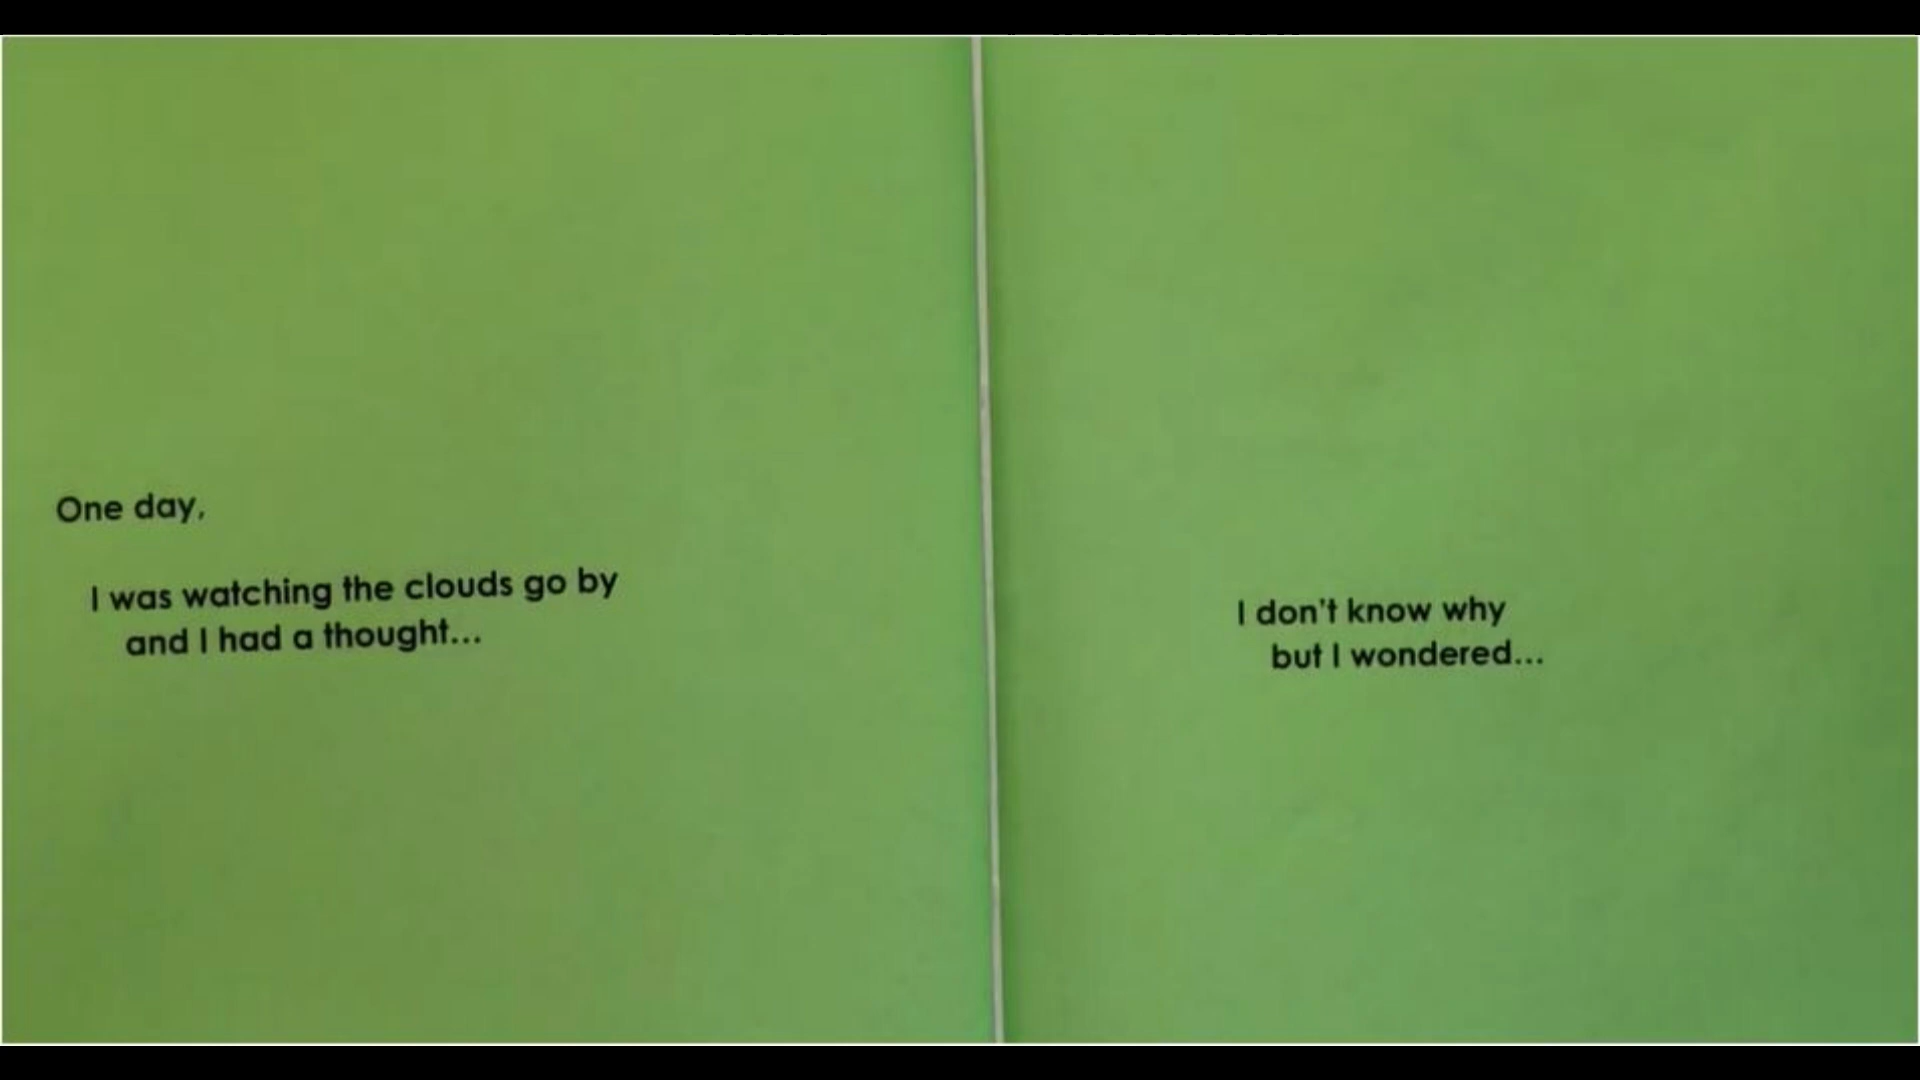 One day,
I was watching the clouds go by
and I had a thought...
I don't know why
but I wondered...